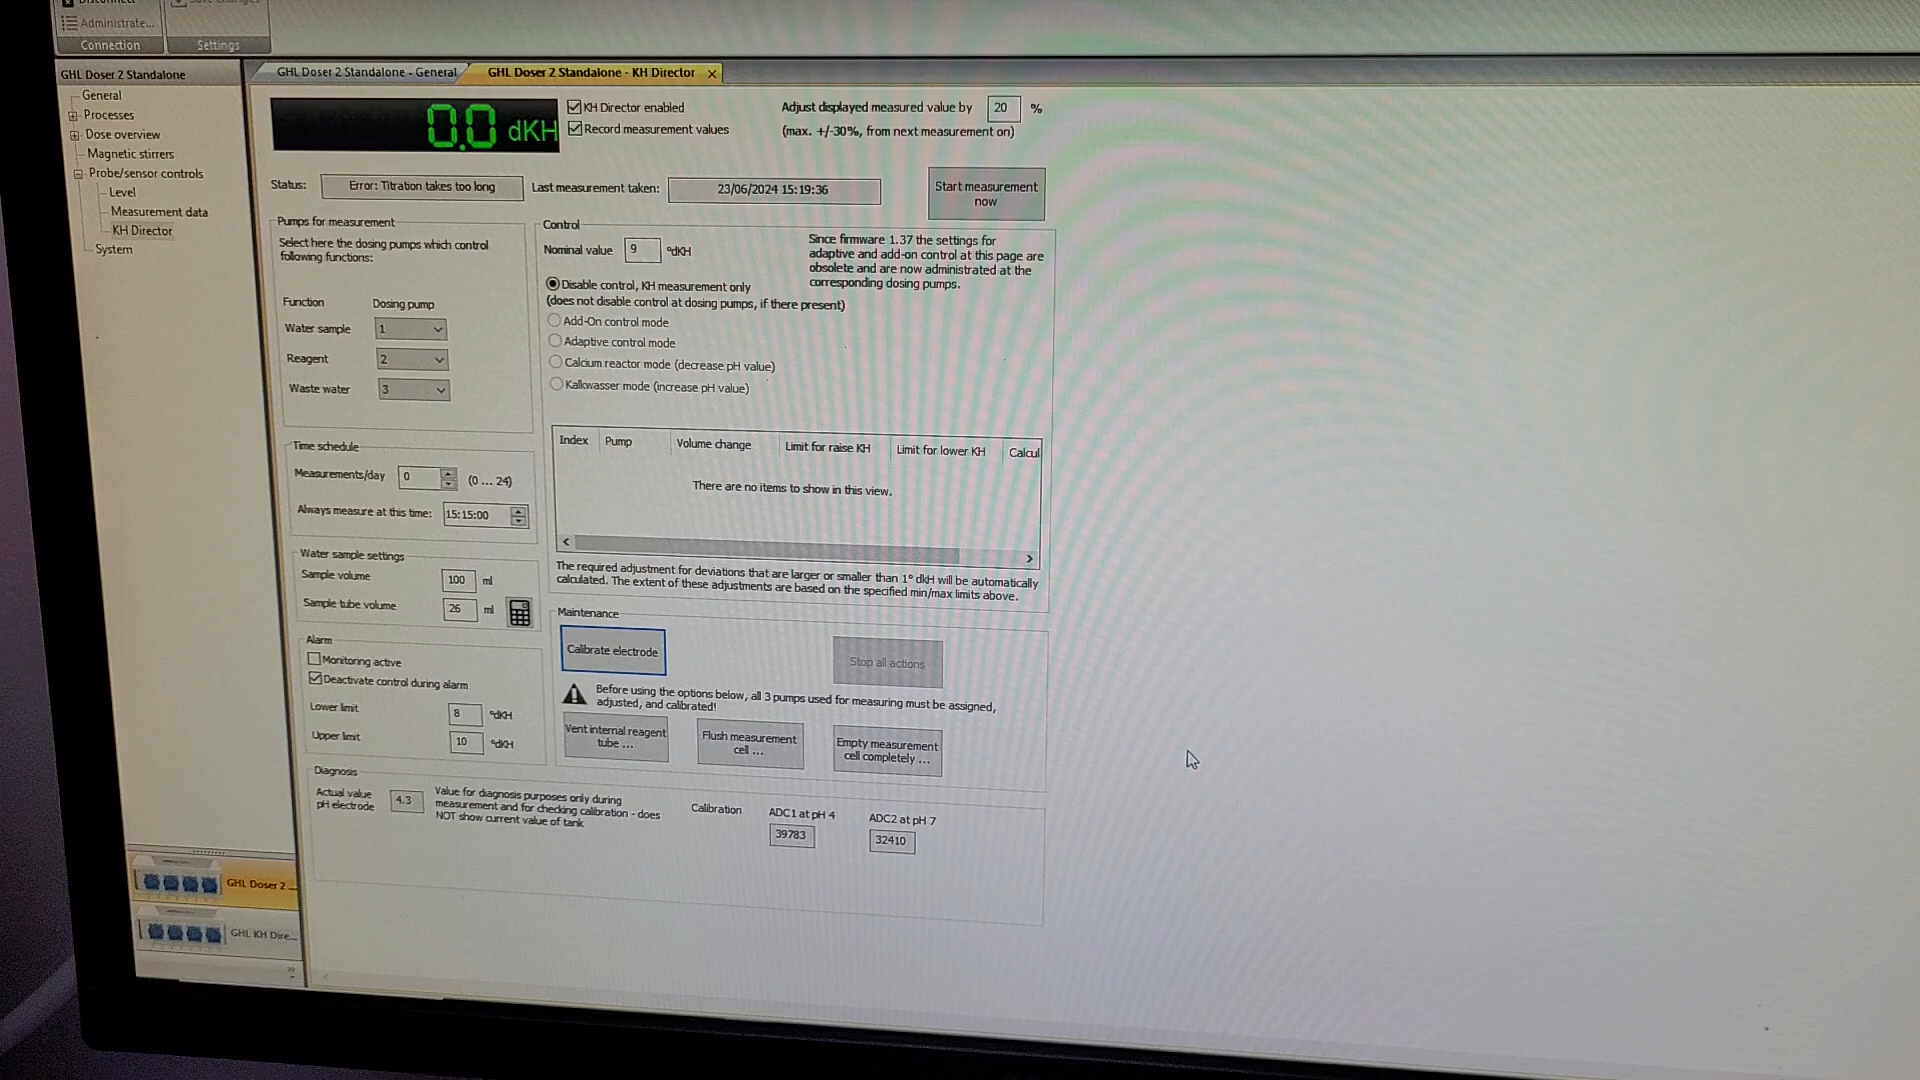 Administrate...
Connection
Settings
GHL Doser 2 Standalone
General
Processes
Dose overview
Magnetic stirrers
Probe/sensor controls
Level
Measurement data
KH Director
System
GHL Doser 2 Standalone - General
GHL Doser 2 Standalone - KH Director
0.0 dKH
KH Director enabled
Record measurement values
Adjust displayed measured value by 20 %
(max. +/-30%, from next measurement on)
Status: Error: Titration takes too long
Last measurement taken: 23/06/2024 15:19:36
Start measurement
now
Pumps for measurement
Select here the dosing pumps which control
following functions:
Function Dosing pump
Water sample 1
Reagent 2
Waste water 3
Control
Nominal value 9 °dKH
Since firmware 1.37 the settings for
adaptive and add-on control at this page are
obsolete and are now administrated at the
corresponding dosing pumps.
Disable control, KH measurement only
(does not disable control at dosing pumps, if there present)
Add-On control mode
Adaptive control mode
Calcium reactor mode (decrease pH value)
Kalkwasser mode (increase pH value)
Time schedule
Measurements/day 0 (0 ... 24)
Always measure at this time: 15:15:00
Index Pump Volume change Limit for raise KH Limit for lower KH Calcul
There are no items to show in this view.
The required adjustment for deviations that are larger or smaller than 1° dkH will be automatically
calculated. The extent of these adjustments are based on the specified min/max limits above.
Water sample settings
Sample volume 100 ml
Sample tube volume 26 ml
Alarm
Monitoring active
Deactivate control during alarm
Lower limit 8 °dKH
Upper limit 10 °dKH
Maintenance
Calibrate electrode
Stop all actions
Before using the options below, all 3 pumps used for measuring must be assigned,
adjusted, and calibrated!
Vent internal reagent
tube ...
Flush measurement
cell ...
Empty measurement
cell completely ...
Diagnosis
Actual value
pH electrode
4.3
Value for diagnosis purposes only during
measurement and for checking calibration - does
NOT show current value of tank
Calibration
ADC1 at pH 4
39783
ADC2 at pH 7
32410
GHL Doser 2 ...
GHL KH Dire...